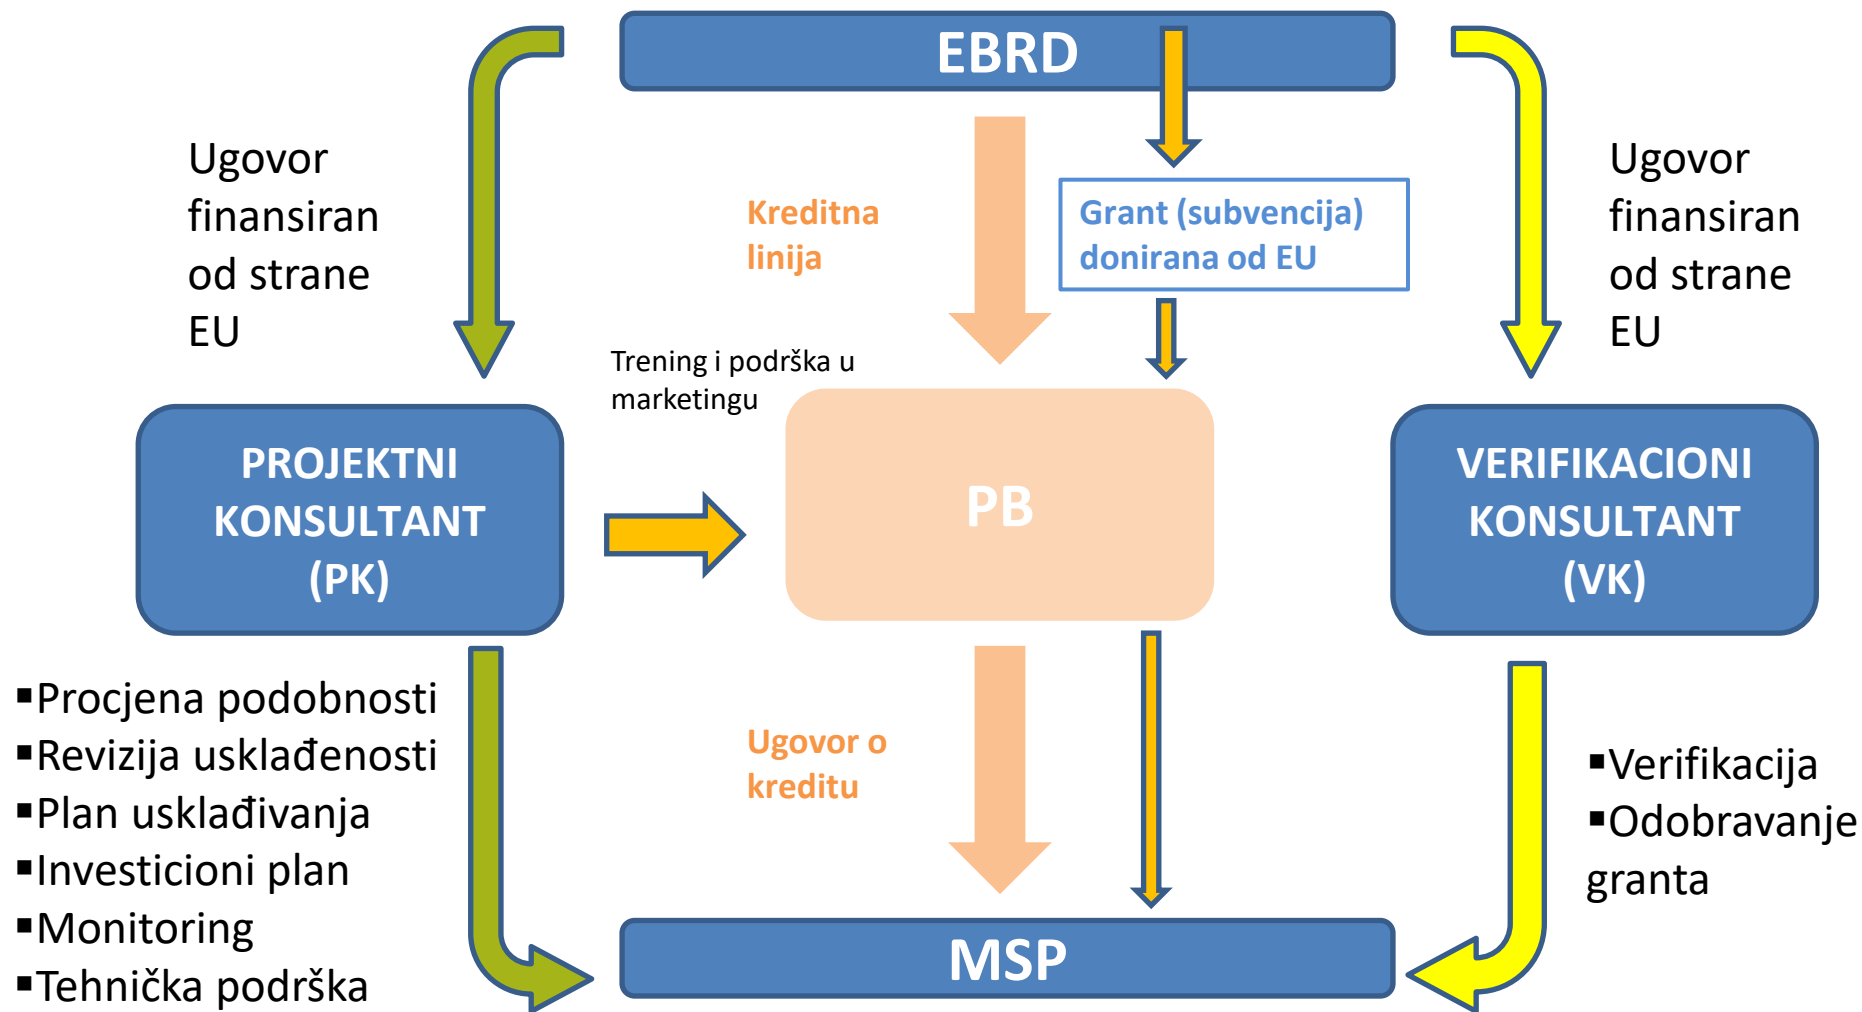 EBRD
Ugovor
finansiran
od strane
EU
Kreditna
linija
Grant (subvencija)
donirana od EU
Ugovor
finansiran
od strane
EU
Trening i podrška u
marketingu
PROJEKTNI
KONSULTANT
(PK)
PB
VERIFIKACIONI
KONSULTANT
(VK)
▪Procjena podobnosti
▪Revizija usklađenosti
▪Plan usklađivanja
▪Investicioni plan
▪Monitoring
▪Tehnička podrška
Ugovor o
kreditu
▪Verifikacija
▪Odobravanje
granta
MSP